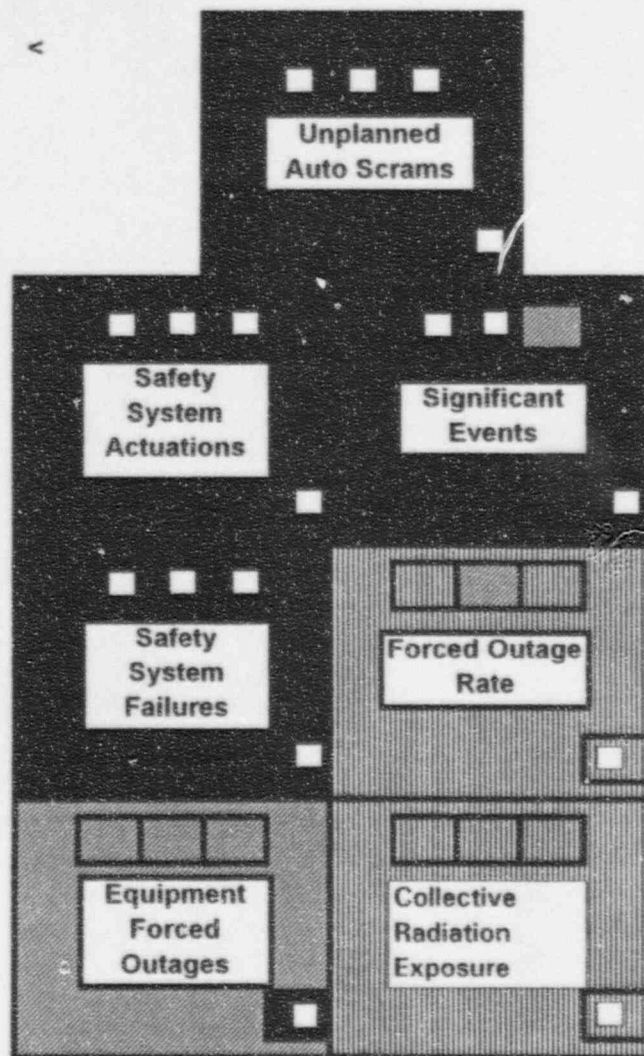 <
Unplanned
Auto Scrams
Safety
System
Actuations
Significant
Events
Safety
System
Failures
Forced Outage
Rate
Equipment
Forced
Outages
Collective
Radiation
Exposure